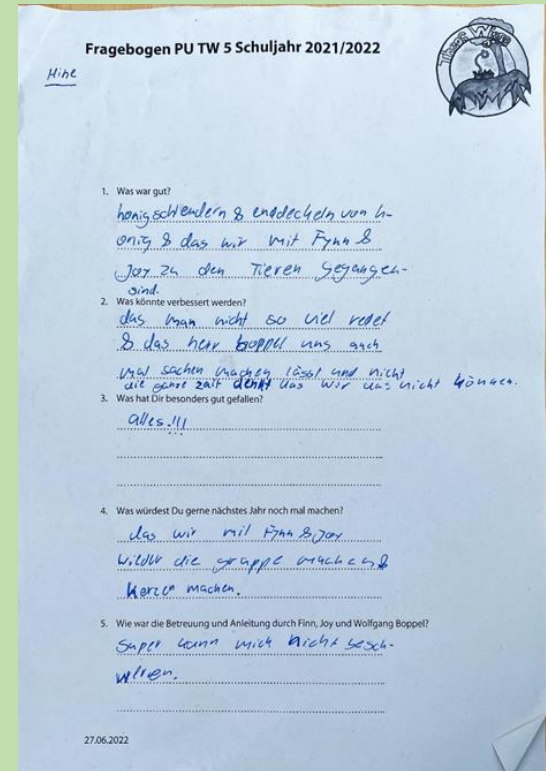 Fragebogen PU TW 5 Schuljahr 2021/2022
Hine
1. Was war gut?
honigschleudern & enddeckeln von h-
onig & das wir mit Fynn &
Joy zu den Tieren gegangen-
sind.
2. Was könnte verbessert werden?
das man nicht so viel redet
& das herr boppel uns auch
mal sachen machen lässt und nicht
die ganze zeit denkt das wir das nicht können.
3. Was hat Dir besonders gut gefallen?
alles!!!
4. Was würdest Du gerne nächstes Jahr noch mal machen?
das wir mit Fynn & Joy
wilder die gruppe machen &
Kerzen machen.
5. Wie war die Betreuung und Anleitung durch Finn, Joy und Wolfgang Boppel?
Super kann mich nicht besch-
weren.
27.06.2022